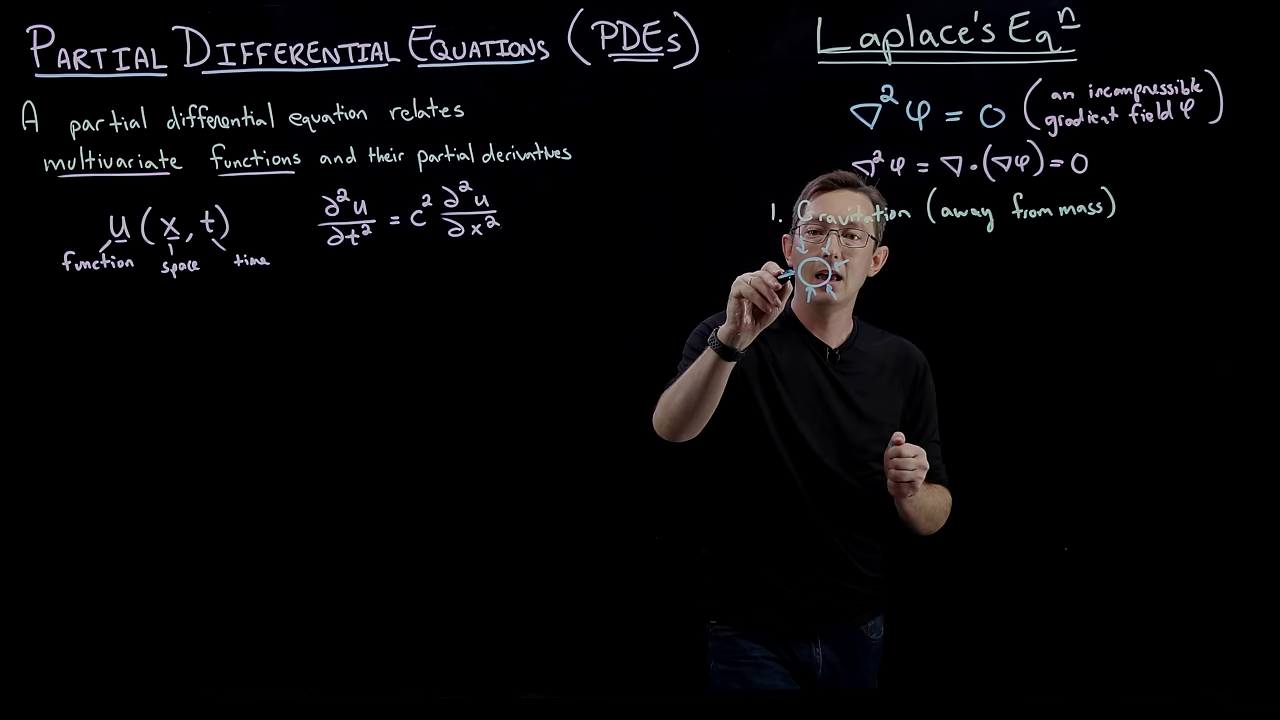 PARTIAL DIFFERENTIAL EQUATIONS (PDEs)
A partial differential equation relates
multivariate functions and their partial derivatives
u(x,t)
function space time
∂²u/∂t² = c² ∂²u/∂x²
Laplace's Eqⁿ
∇²φ = 0 (an incompressible
gradient field φ)
∇²φ = ∇·(∇φ) = 0
1. Gravitation (away from mass)